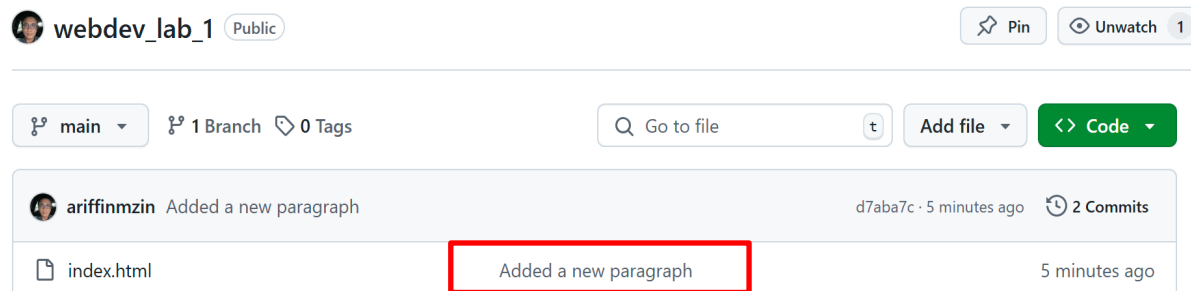 webdev_lab_1 Public Pin Unwatch 1
main 1 Branch 0 Tags Go to file t Add file Code
ariffinmzin Added a new paragraph d7aba7c · 5 minutes ago 2 Commits
index.html Added a new paragraph 5 minutes ago